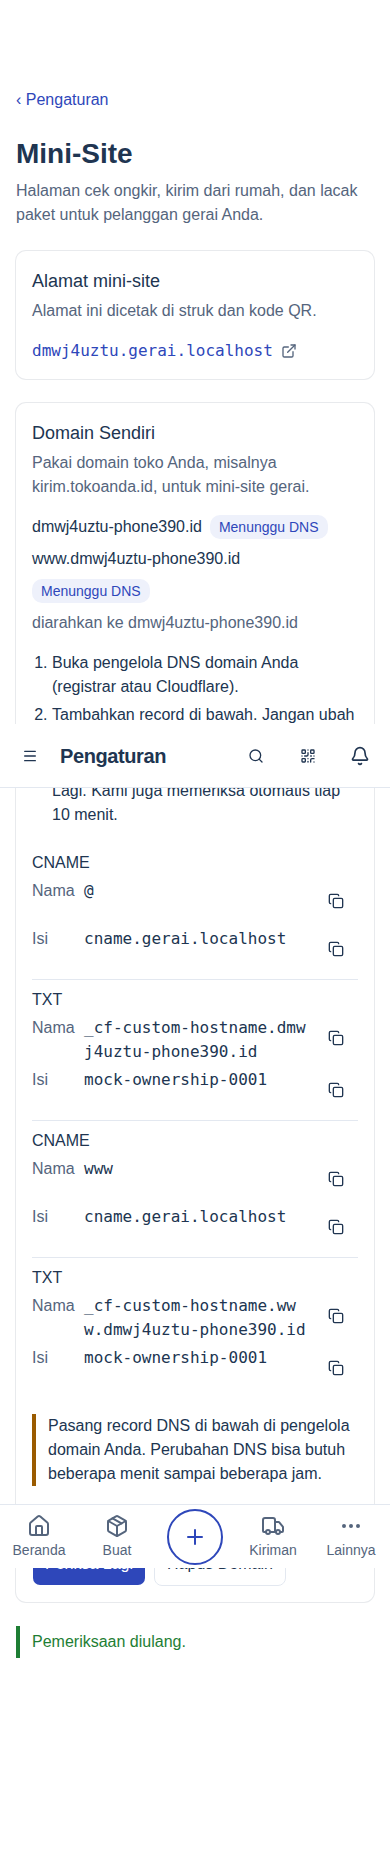 ‹ Pengaturan
Mini-Site
Halaman cek ongkir, kirim dari rumah, dan lacak
paket untuk pelanggan gerai Anda.
Alamat mini-site
Alamat ini dicetak di struk dan kode QR.
dmwj4uztu.gerai.localhost
Domain Sendiri
Pakai domain toko Anda, misalnya
kirim.tokoanda.id, untuk mini-site gerai.
dmwj4uztu-phone390.id Menunggu DNS
www.dmwj4uztu-phone390.id
Menunggu DNS
diarahkan ke dmwj4uztu-phone390.id
1. Buka pengelola DNS domain Anda
(registrar atau Cloudflare).
2. Tambahkan record di bawah. Jangan ubah
Pengaturan
Lagi. Kami juga memeriksa otomatis tiap
10 menit.
CNAME
Nama @
Isi cname.gerai.localhost
TXT
Nama _cf-custom-hostname.dmw
j4uztu-phone390.id
Isi mock-ownership-0001
CNAME
Nama www
Isi cname.gerai.localhost
TXT
Nama _cf-custom-hostname.ww
w.dmwj4uztu-phone390.id
Isi mock-ownership-0001
Pasang record DNS di bawah di pengelola
domain Anda. Perubahan DNS bisa butuh
beberapa menit sampai beberapa jam.
Beranda Buat Kiriman Lainnya
Pemeriksaan diulang.